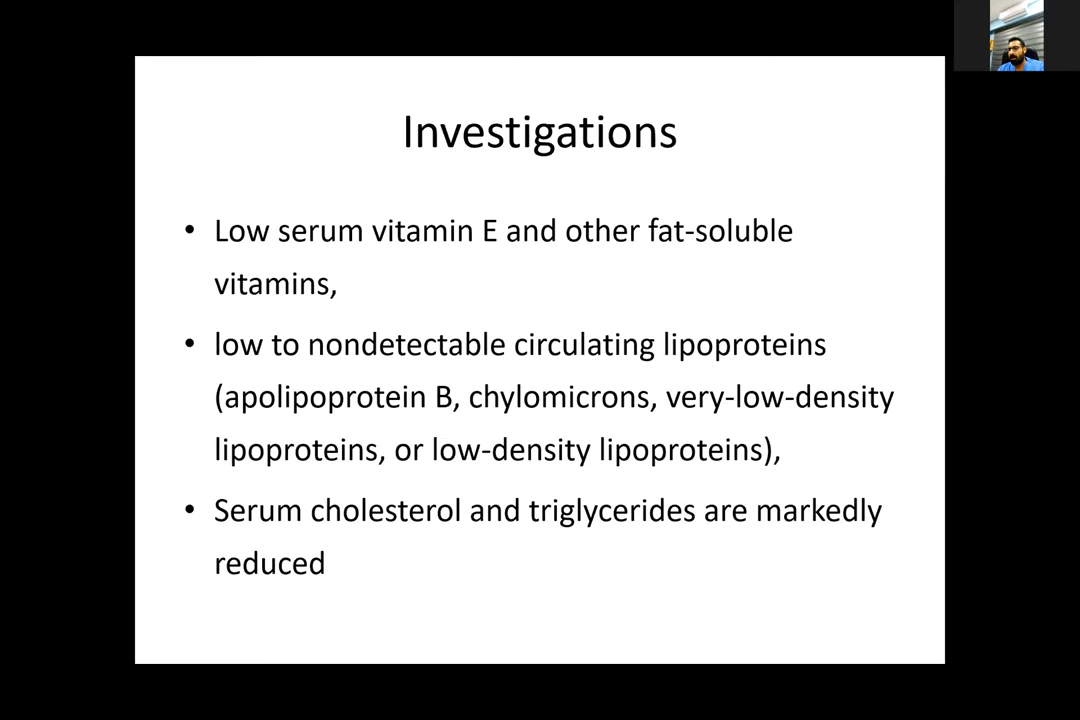 Investigations
• Low serum vitamin E and other fat-soluble
vitamins,
• low to nondetectable circulating lipoproteins
(apolipoprotein B, chylomicrons, very-low-density
lipoproteins, or low-density lipoproteins),
• Serum cholesterol and triglycerides are markedly
reduced